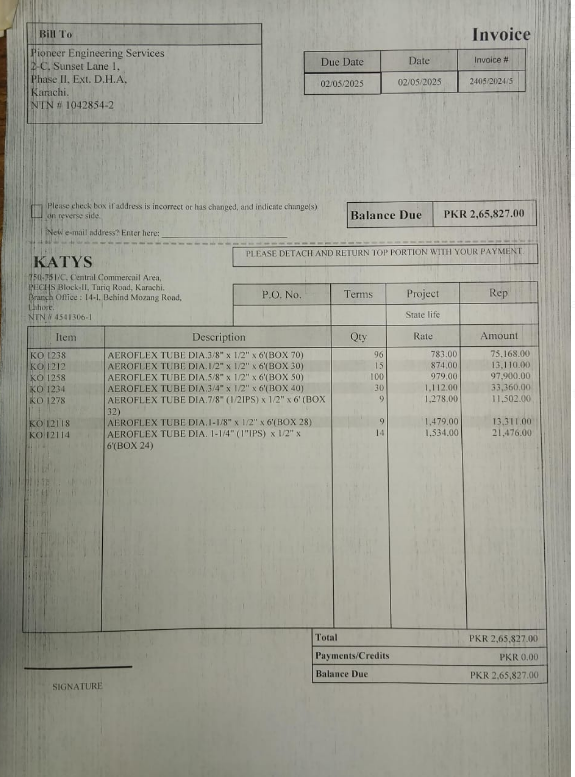 Bill To
Pioneer Engineering Services
2-C, Sunset Lane 1,
Phase II, Ext. D.H.A,
Karachi.
NTN # 1042854-2
Invoice
Due Date Date Invoice #
02/05/2025 02/05/2025 2405/2024/5
Please check box if address is incorrect or has changed, and indicate change(s)
on reverse side.
New e-mail address? Enter here:
Balance Due PKR 2,65,827.00
PLEASE DETACH AND RETURN TOP PORTION WITH YOUR PAYMENT
KATYS
750-751/C, Central Commercail Area,
PECHS Block-II, Tariq Road, Karachi.
Branch Office : 14-I, Behind Mozang Road,
Lahore.
NTN # 4541306-1
P.O. No. Terms Project Rep
State life
Item Description Qty Rate Amount
KO 1238 AEROFLEX TUBE DIA.3/8" x 1/2" x 6'(BOX 70) 96 783.00 75,168.00
KO 1212 AEROFLEX TUBE DIA.1/2" x 1/2" x 6'(BOX 30) 15 874.00 13,110.00
KO 1258 AEROFLEX TUBE DIA.5/8" x 1/2" x 6'(BOX 50) 100 979.00 97,900.00
KO 1234 AEROFLEX TUBE DIA.3/4" x 1/2" x 6'(BOX 40) 30 1,112.00 33,360.00
KO 1278 AEROFLEX TUBE DIA.7/8" (1/2IPS) x 1/2" x 6' (BOX 9 1,278.00 11,502.00
32)
KO 12118 AEROFLEX TUBE DIA.1-1/8" x 1/2" x 6'(BOX 28) 9 1,479.00 13,311.00
KO 12114 AEROFLEX TUBE DIA. 1-1/4" (1"IPS) x 1/2" x 14 1,534.00 21,476.00
6'(BOX 24)
Total PKR 2,65,827.00
Payments/Credits PKR 0.00
Balance Due PKR 2,65,827.00
SIGNATURE